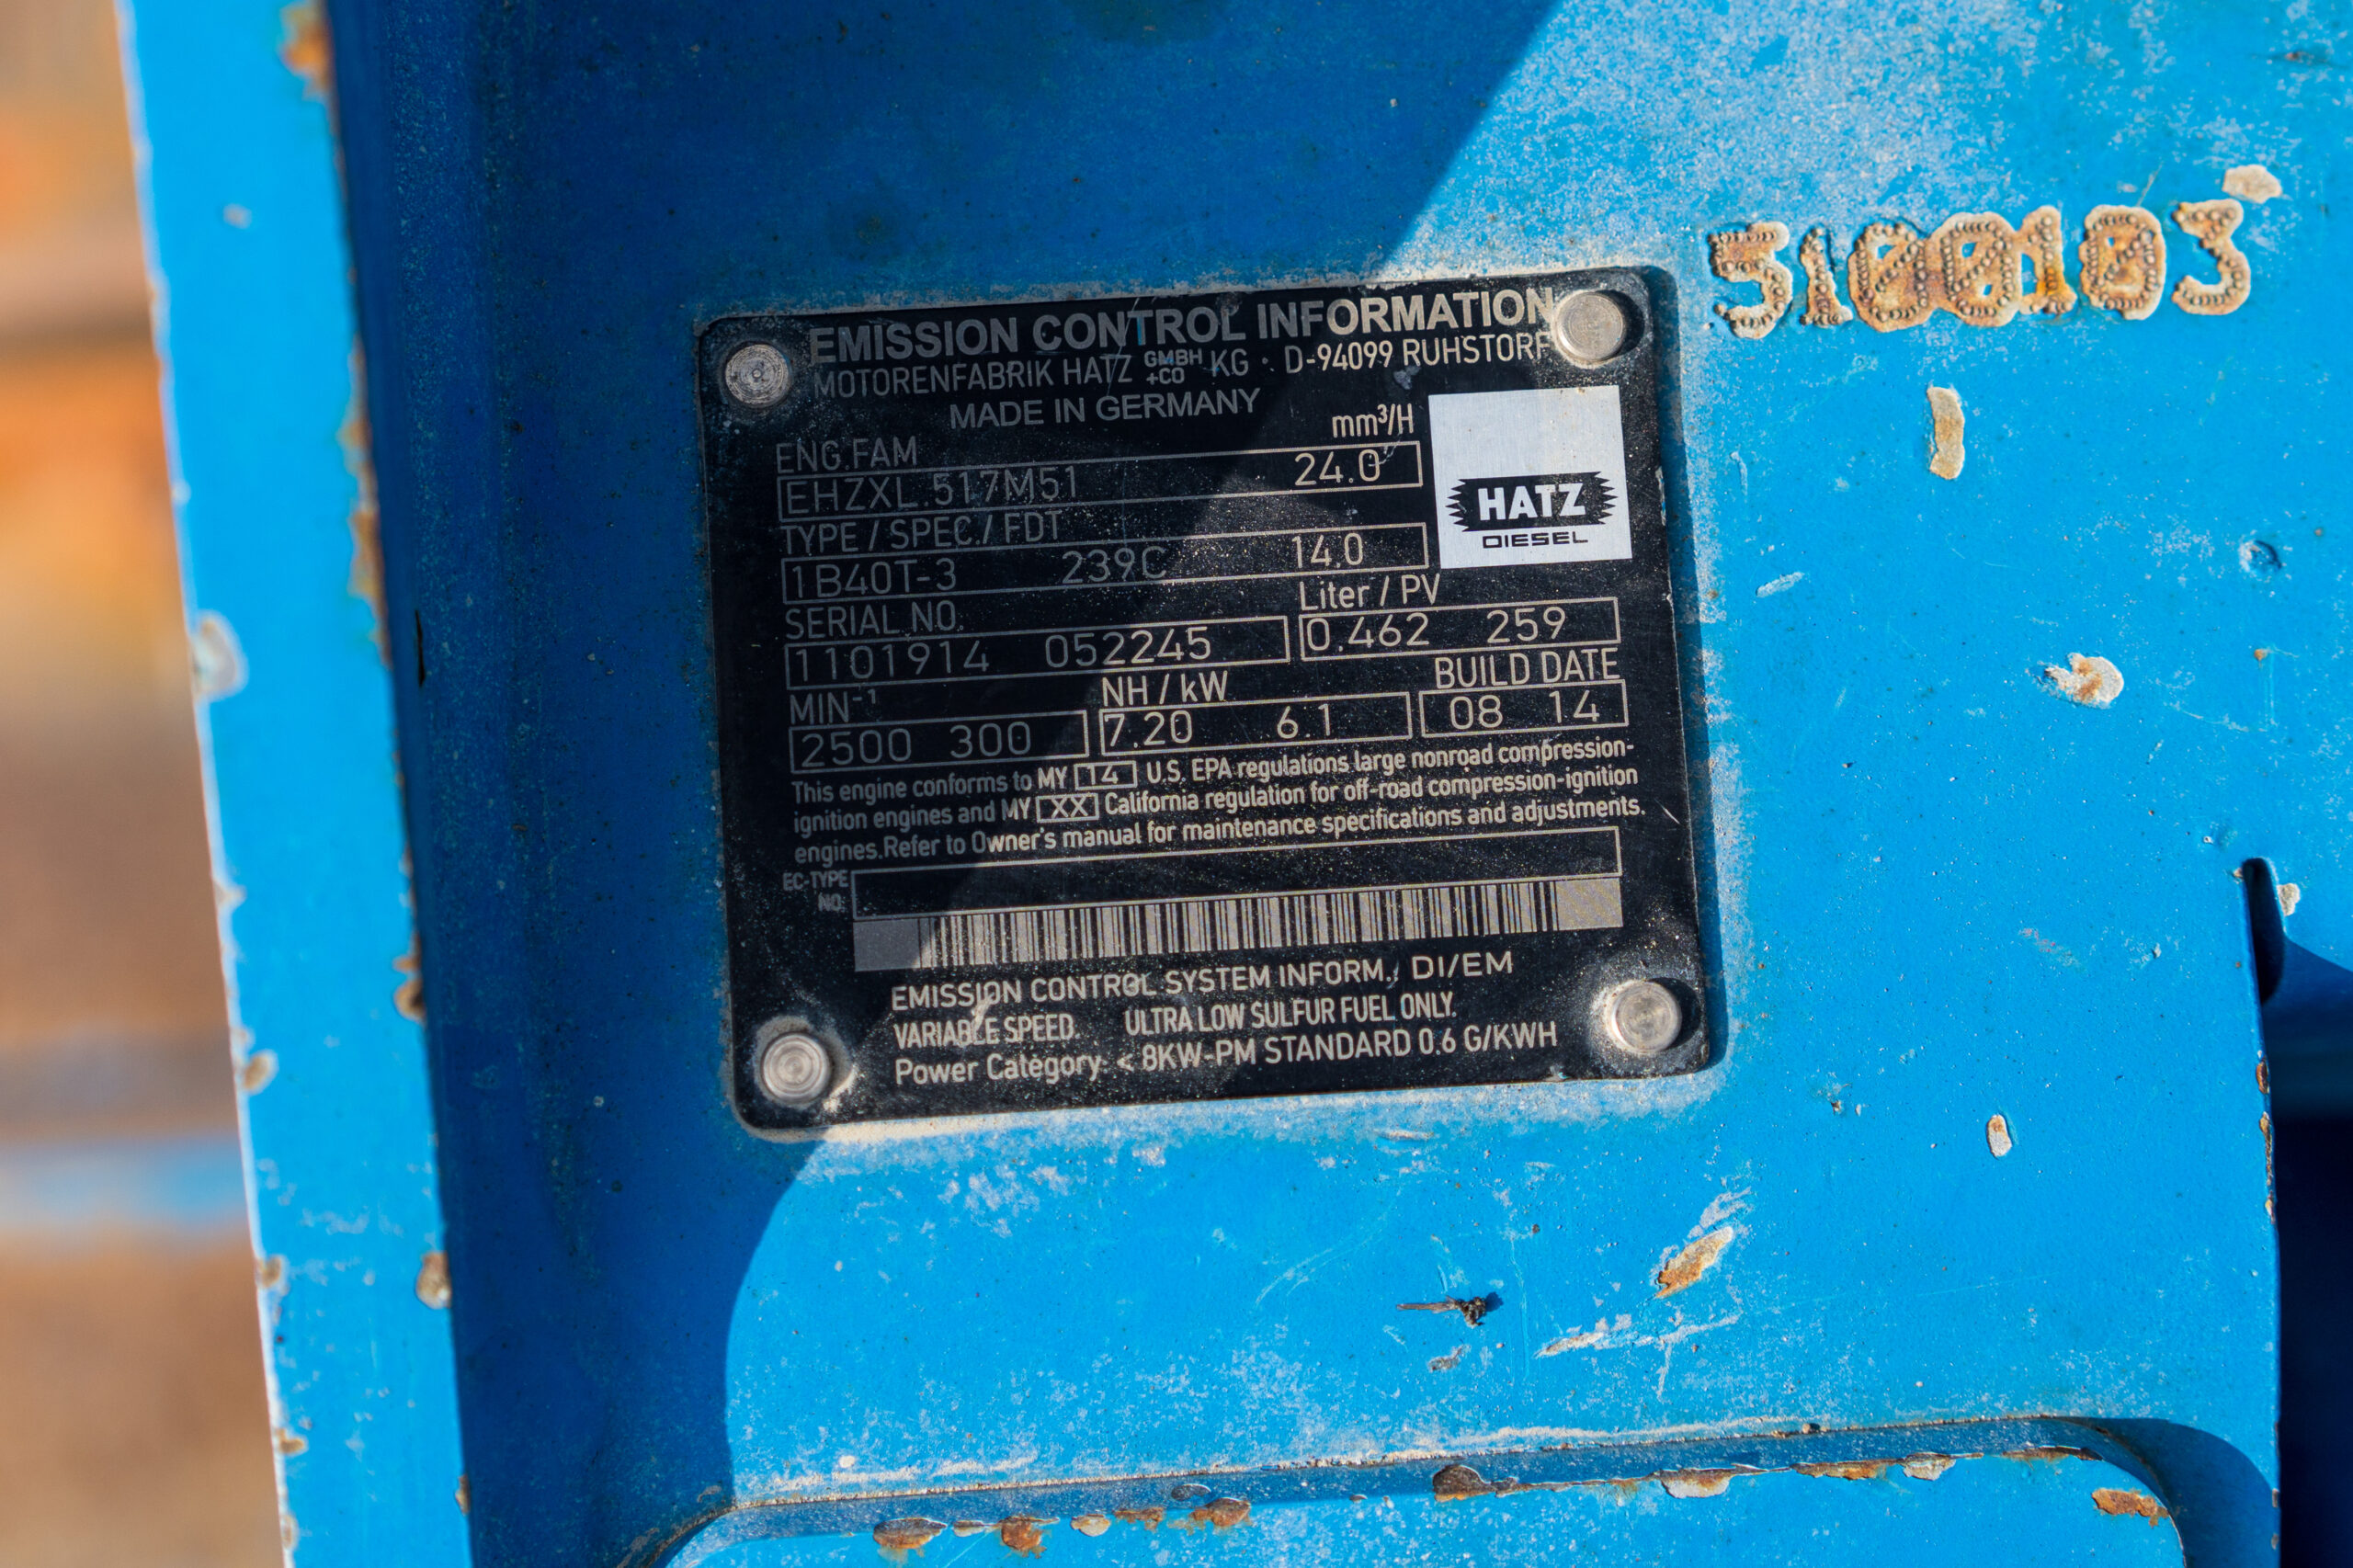 5100103
EMISSION CONTROL INFORMATION
MOTORENFABRIK HATZ GMBH +CO KG · D-94099 RUHSTORF
MADE IN GERMANY
mm³/H
ENG.FAM
EHZXL.517M51 24.0
HATZ
DIESEL
TYPE / SPEC. / FDT
1B40T-3 239C 14.0
SERIAL NO. Liter / PV
1101914 052245 0.462 259
MIN⁻¹ NH / kW BUILD DATE
2500 300 7.20 6.1 08 14
This engine conforms to MY 14 U.S. EPA regulations large nonroad compression-
ignition engines and MY XX California regulation for off-road compression-ignition
engines.Refer to Owner's manual for maintenance specifications and adjustments.
EC-TYPE
NO.
EMISSION CONTROL SYSTEM INFORM.: DI/EM
VARIABLE SPEED. ULTRA LOW SULFUR FUEL ONLY.
Power Category: < 8KW-PM STANDARD 0.6 G/KWH